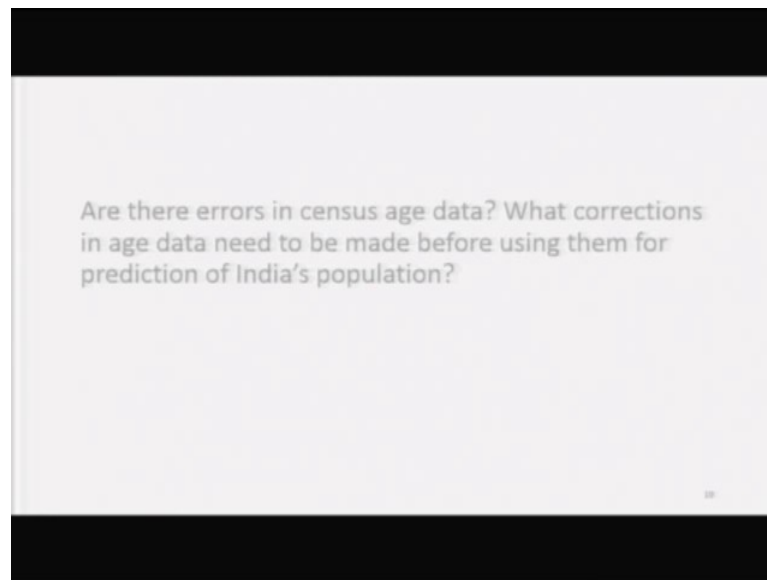 Are there errors in census age data? What corrections
in age data need to be made before using them for
prediction of India's population?